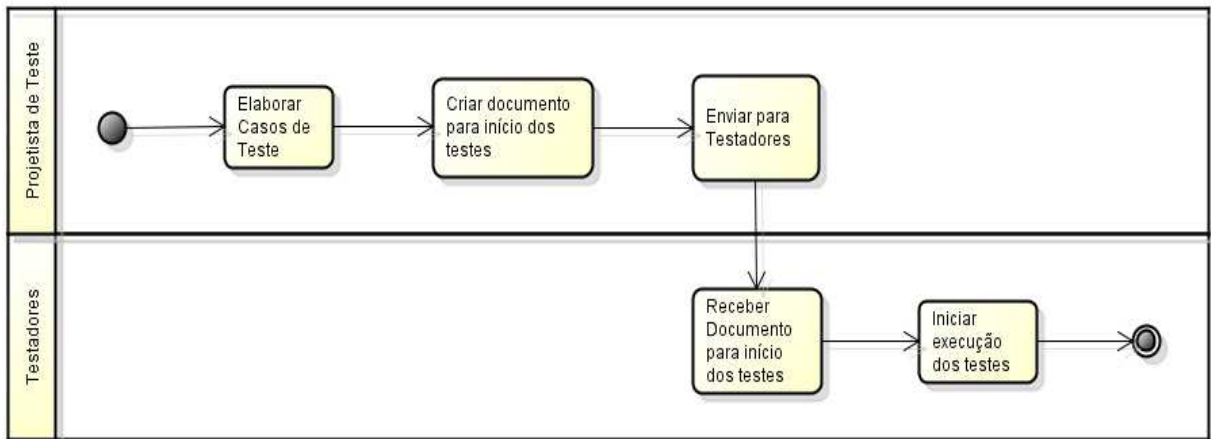 Projetista de Teste
Elaborar
Casos de
Teste
Criar documento
para início dos
testes
Enviar para
Testadores
Testadores
Receber
Documento
para início
dos testes
Iniciar
execução
dos testes